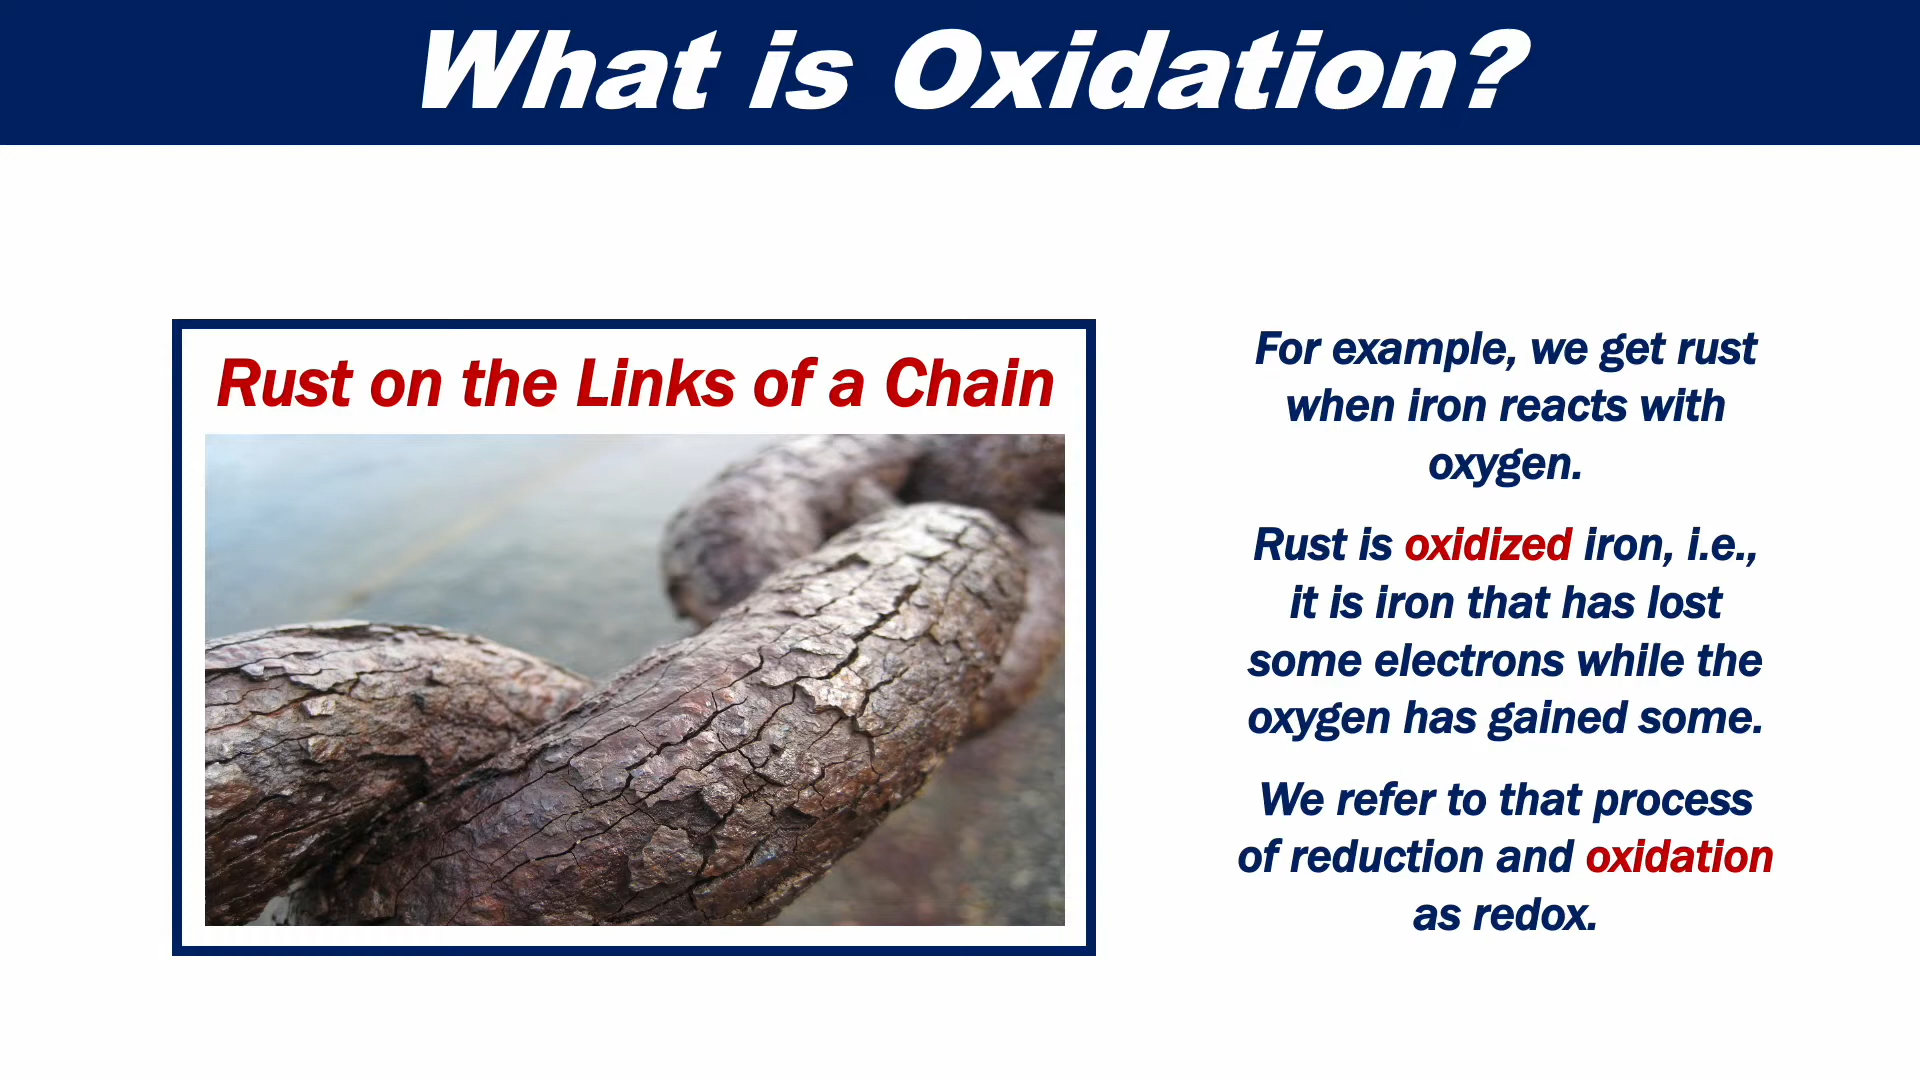 What is Oxidation?
Rust on the Links of a Chain
For example, we get rust
when iron reacts with
oxygen.
Rust is oxidized iron, i.e.,
it is iron that has lost
some electrons while the
oxygen has gained some.
We refer to that process
of reduction and oxidation
as redox.